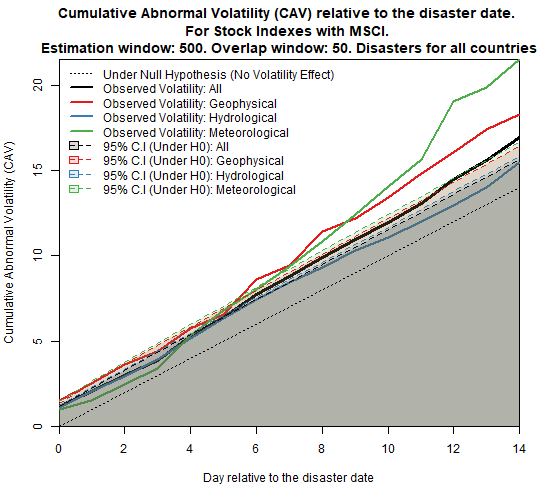 Cumulative Abnormal Volatility (CAV) relative to the disaster date.
For Stock Indexes with MSCI.
Estimation window: 500. Overlap window: 50. Disasters for all countries
Under Null Hypothesis (No Volatility Effect)
Observed Volatility: All
Observed Volatility: Geophysical
Observed Volatility: Hydrological
Observed Volatility: Meteorological
95% C.I (Under H0): All
95% C.I (Under H0): Geophysical
95% C.I (Under H0): Hydrological
95% C.I (Under H0): Meteorological
Cumulative Abnormal Volatility (CAV)
20
15
10
5
0
0 2 4 6 8 10 12 14
Day relative to the disaster date